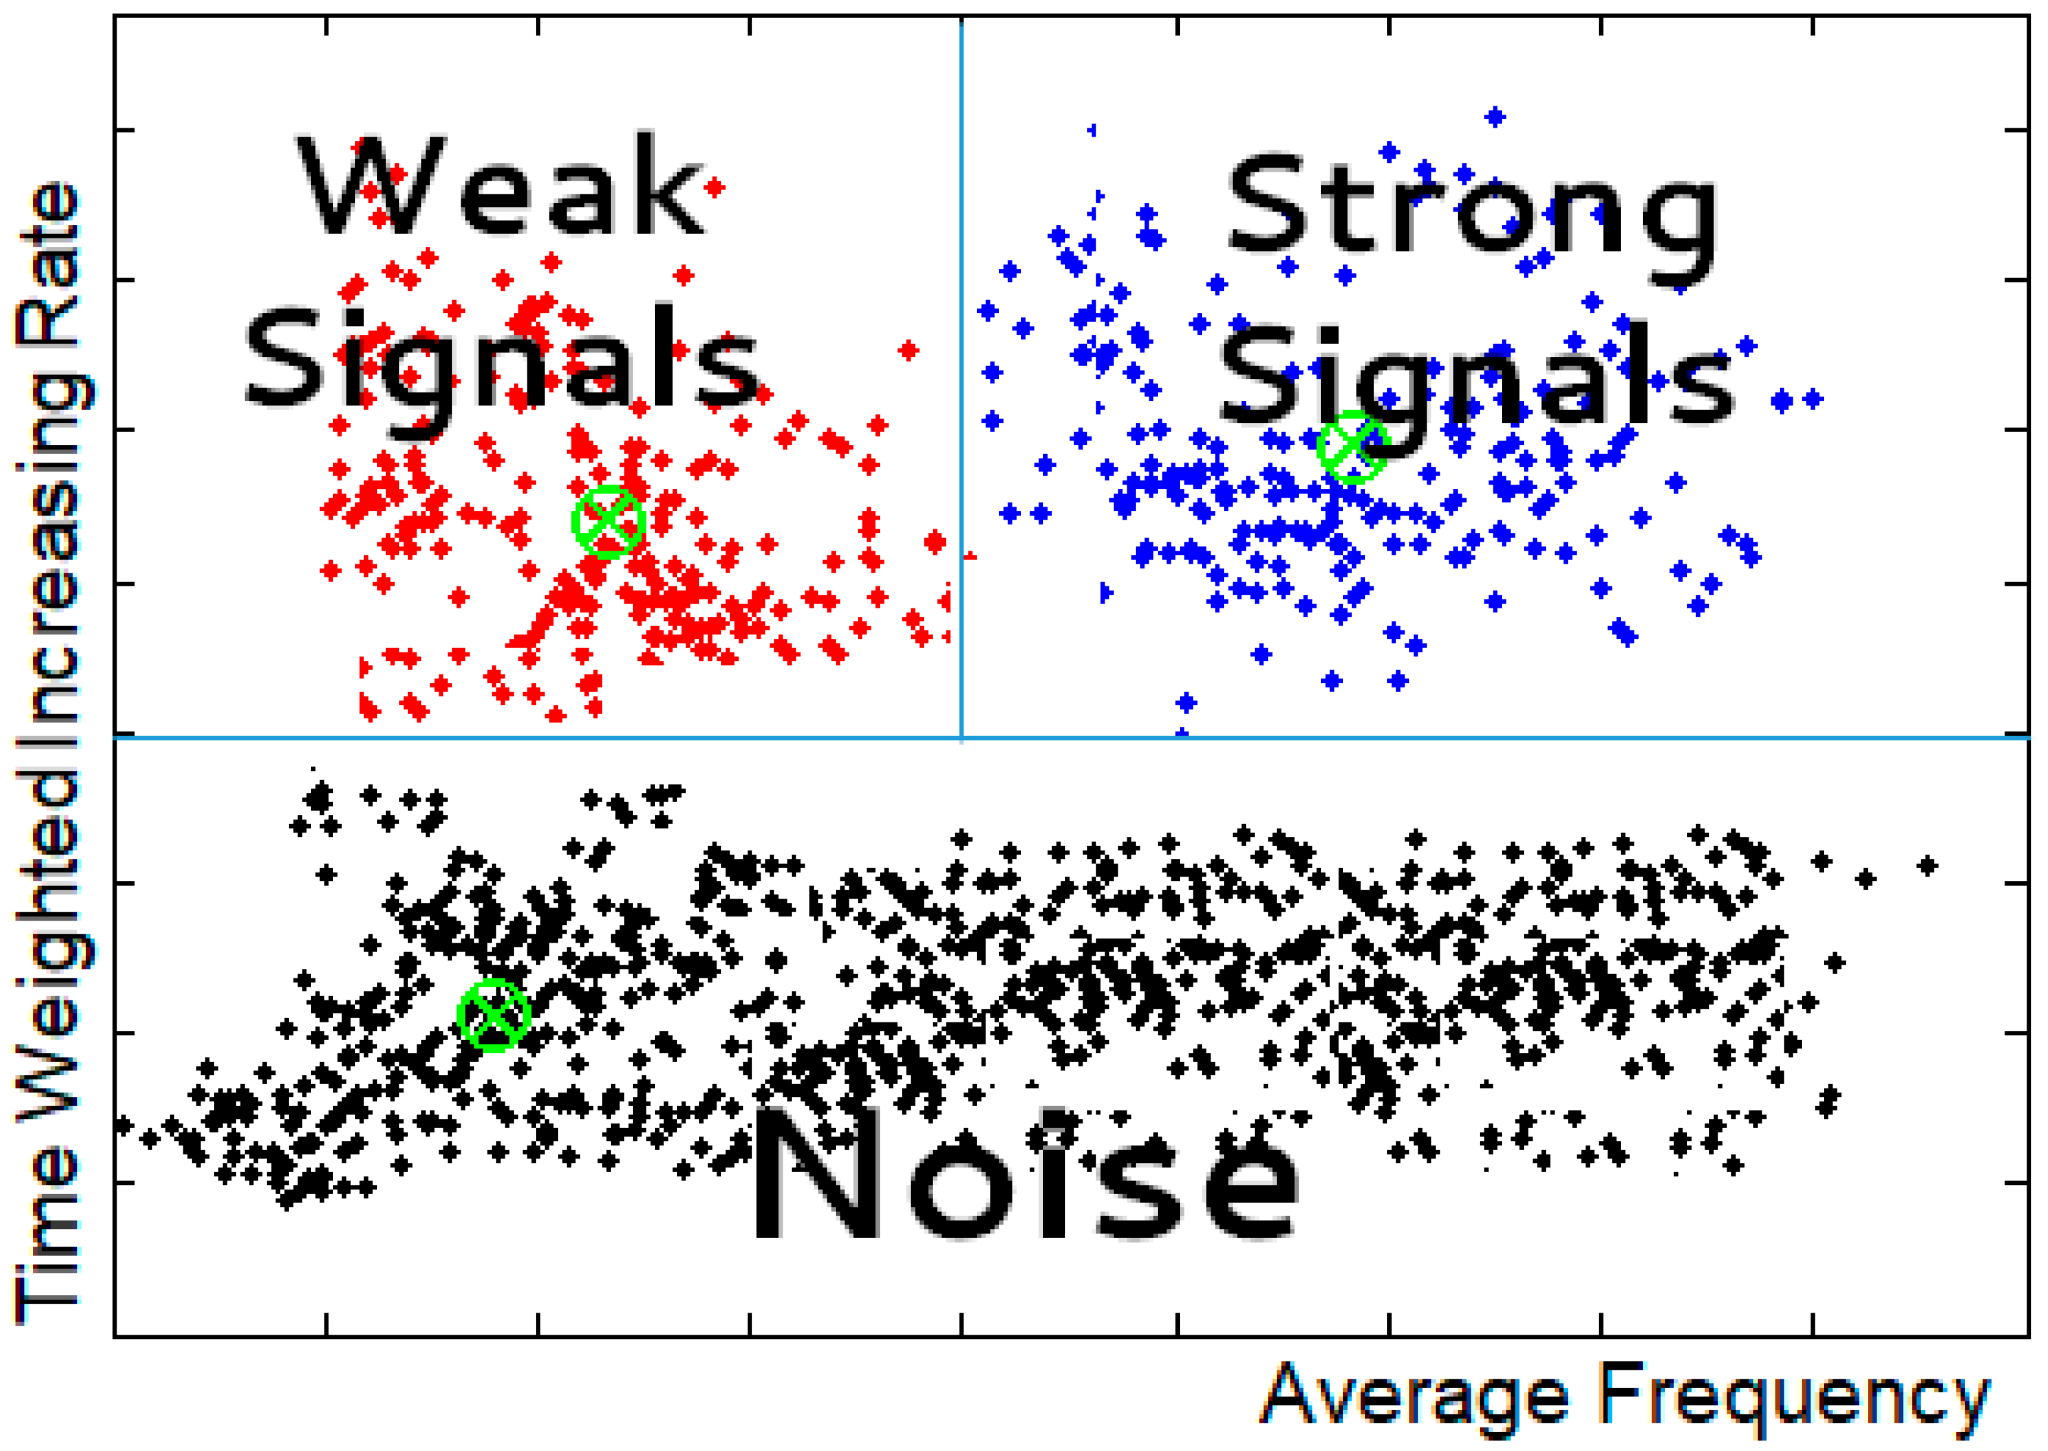 Weak
Signals
Strong
Signals
Noise
Time Weighted Increasing Rate
Average Frequency